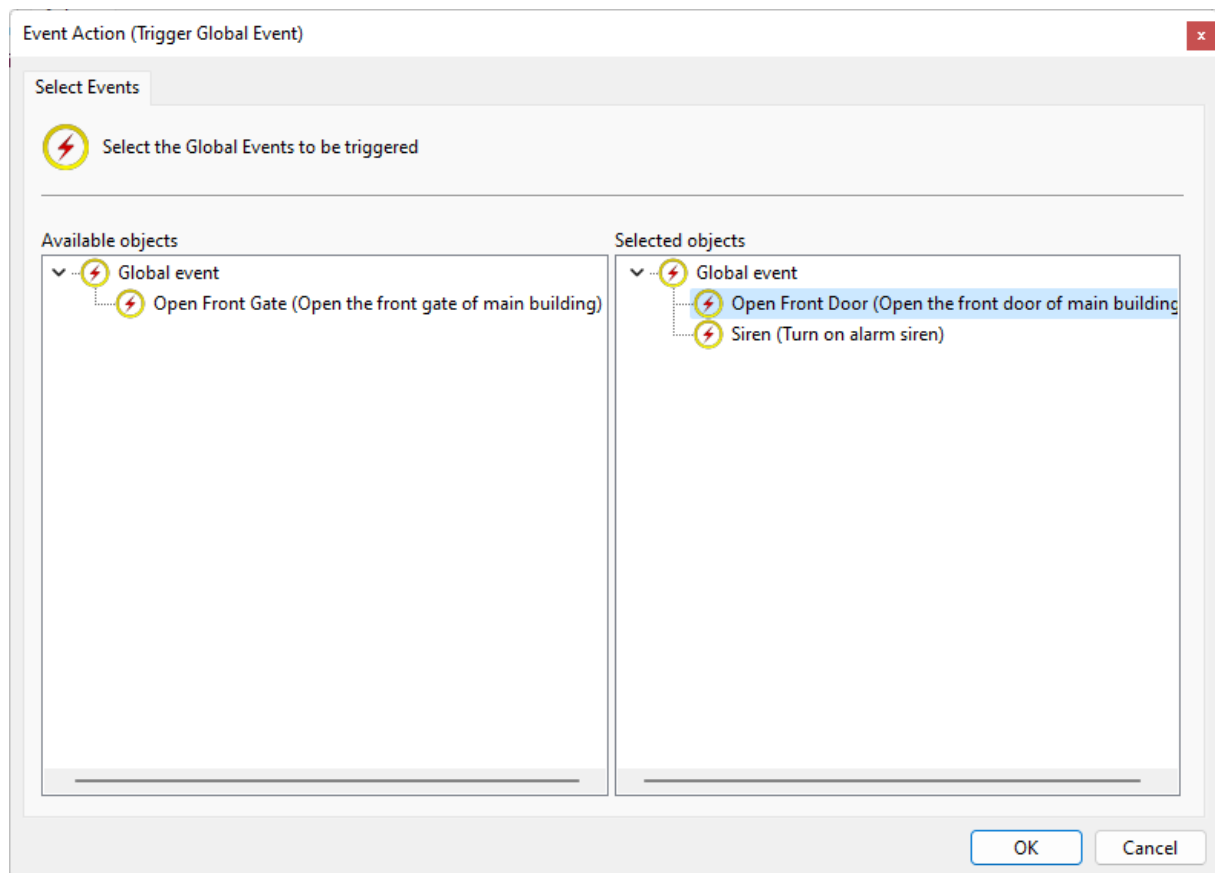 Event Action (Trigger Global Event)
x
Select Events
Select the Global Events to be triggered
Available objects
Global event
Open Front Gate (Open the front gate of main building)
Selected objects
Global event
Open Front Door (Open the front door of main building
Siren (Turn on alarm siren)
OK
Cancel